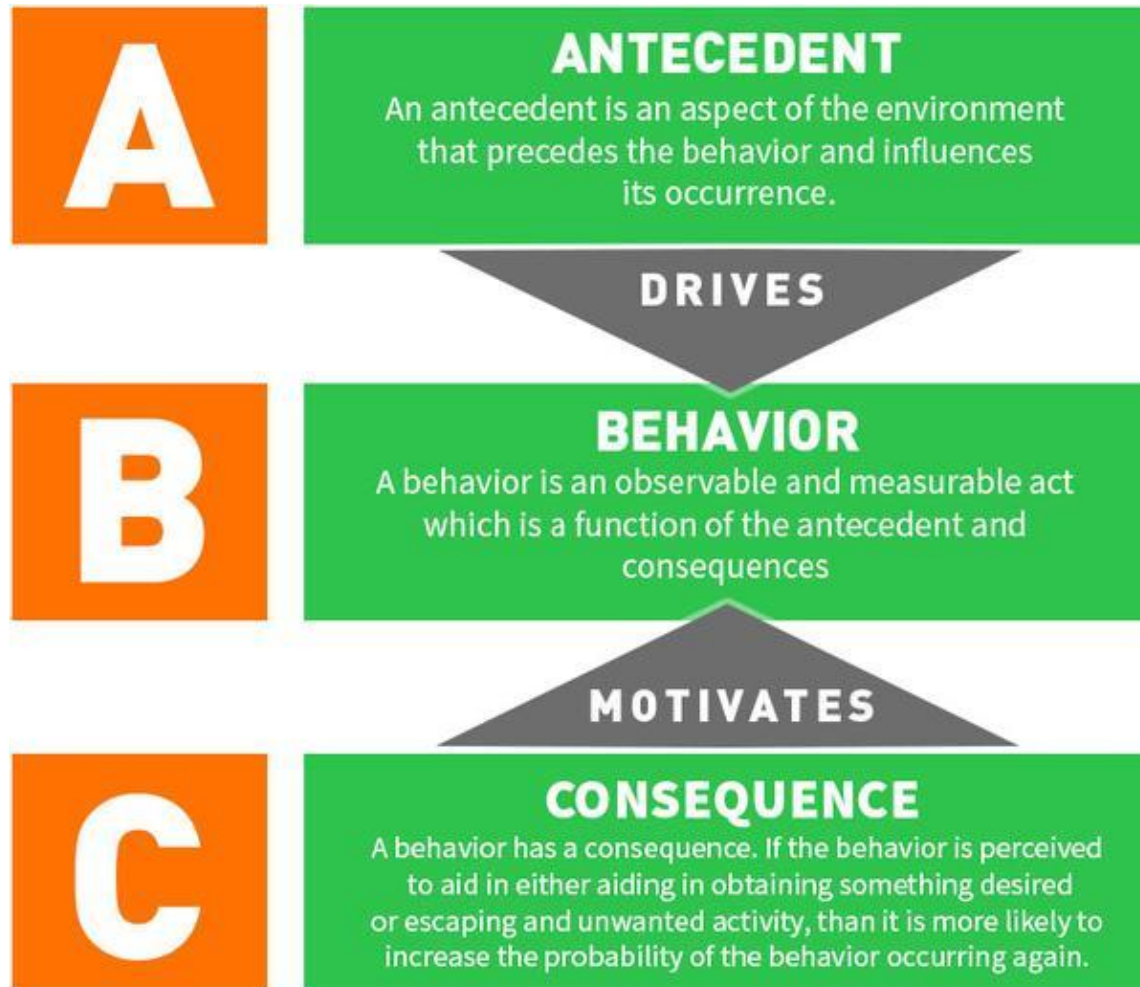 A
ANTECEDENT
An antecedent is an aspect of the environment
that precedes the behavior and influences
its occurrence.
DRIVES
B
BEHAVIOR
A behavior is an observable and measurable act
which is a function of the antecedent and
consequences
MOTIVATES
C
CONSEQUENCE
A behavior has a consequence. If the behavior is perceived
to aid in either aiding in obtaining something desired
or escaping and unwanted activity, than it is more likely to
increase the probability of the behavior occurring again.